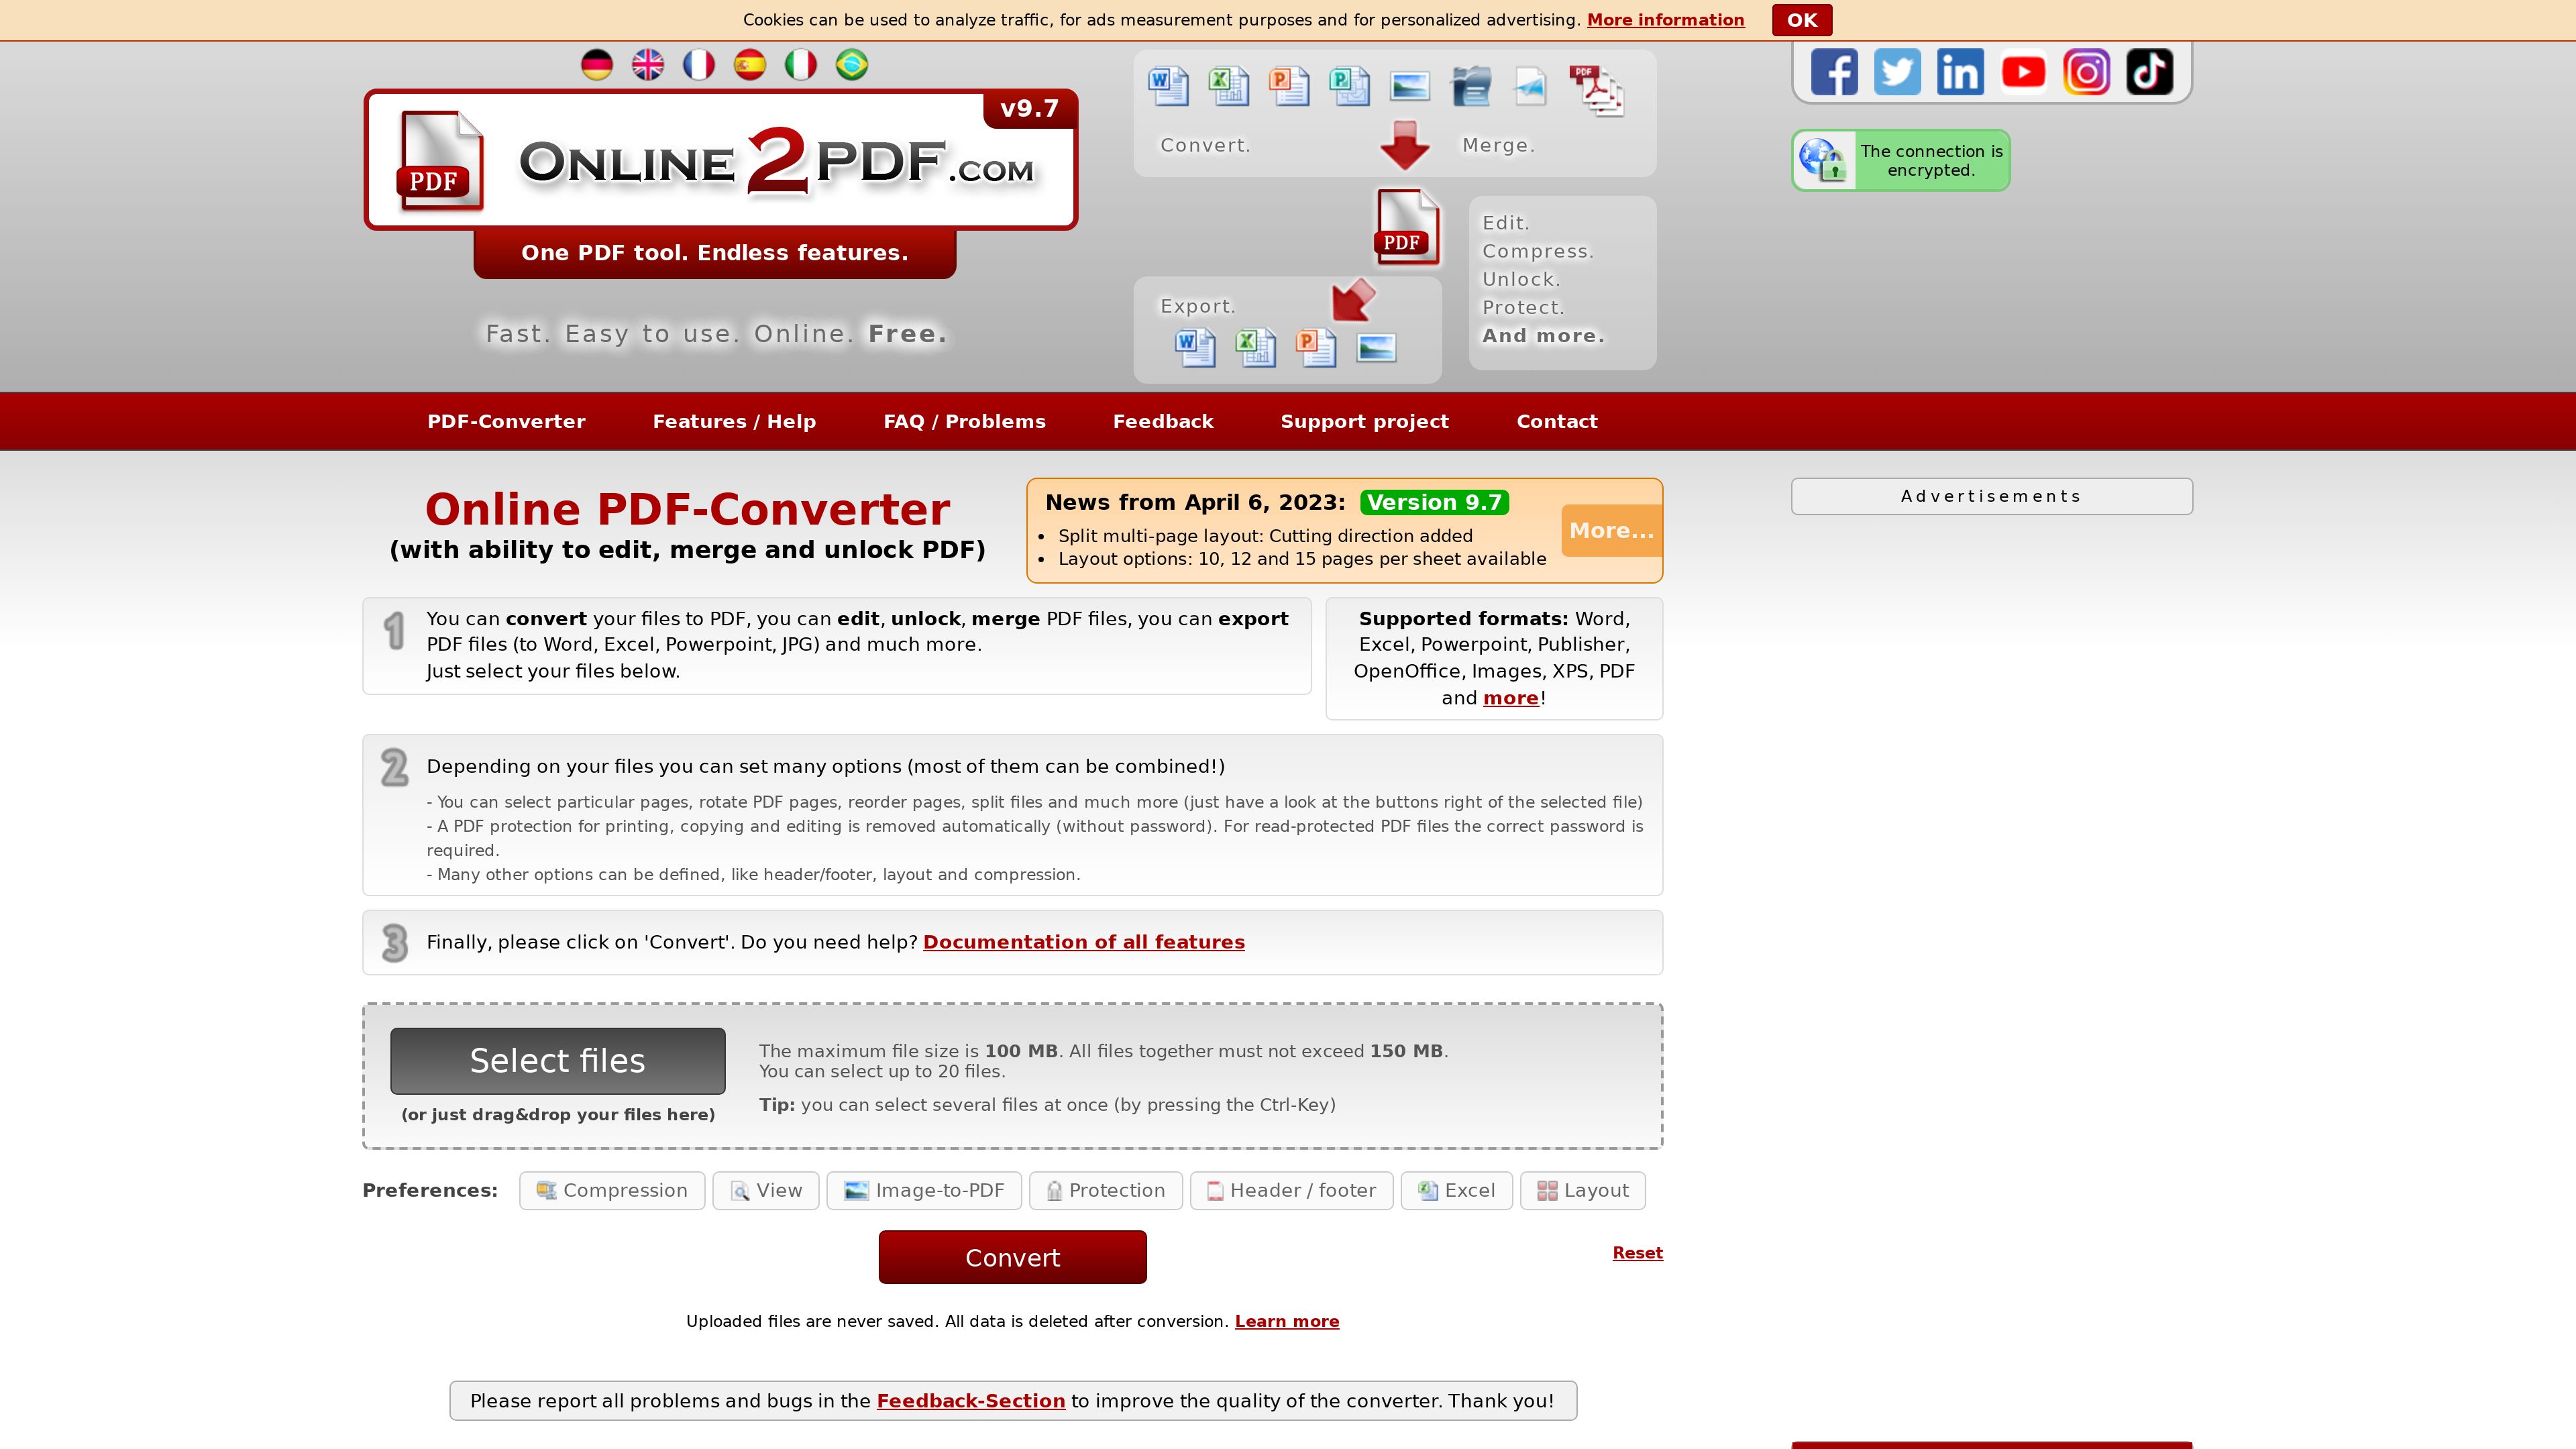 Cookies can be used to analyze traffic, for ads measurement purposes and for personalized advertising. More information OK
v9.7
PDF ONLINE2PDF.COM
One PDF tool. Endless features.
Fast. Easy to use. Online. Free.
Convert. Merge.
PDF
PDF
Edit.
Compress.
Unlock.
Protect.
And more.
Export.
The connection is
encrypted.
PDF-Converter Features / Help FAQ / Problems Feedback Support project Contact
Online PDF-Converter
(with ability to edit, merge and unlock PDF)
News from April 6, 2023: Version 9.7
• Split multi-page layout: Cutting direction added
• Layout options: 10, 12 and 15 pages per sheet available
More...
Advertisements
1 You can convert your files to PDF, you can edit, unlock, merge PDF files, you can export
PDF files (to Word, Excel, Powerpoint, JPG) and much more.
Just select your files below.
Supported formats: Word,
Excel, Powerpoint, Publisher,
OpenOffice, Images, XPS, PDF
and more!
2 Depending on your files you can set many options (most of them can be combined!)
- You can select particular pages, rotate PDF pages, reorder pages, split files and much more (just have a look at the buttons right of the selected file)
- A PDF protection for printing, copying and editing is removed automatically (without password). For read-protected PDF files the correct password is
required.
- Many other options can be defined, like header/footer, layout and compression.
3 Finally, please click on 'Convert'. Do you need help? Documentation of all features
Select files
(or just drag&drop your files here)
The maximum file size is 100 MB. All files together must not exceed 150 MB.
You can select up to 20 files.
Tip: you can select several files at once (by pressing the Ctrl-Key)
Preferences: Compression View Image-to-PDF Protection Header / footer Excel Layout
Convert
Reset
Uploaded files are never saved. All data is deleted after conversion. Learn more
Please report all problems and bugs in the Feedback-Section to improve the quality of the converter. Thank you!